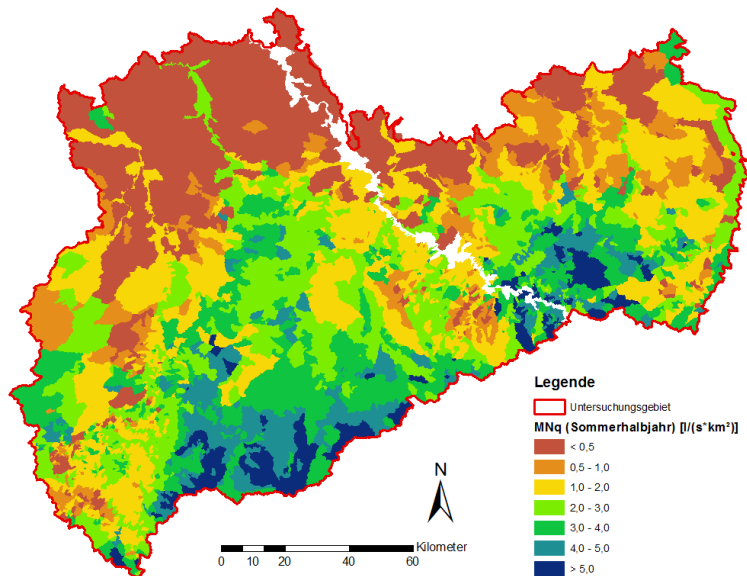 Legende
Untersuchungsgebiet
MNq (Sommerhalbjahr) [l/(s*km²)]
< 0,5
0,5 - 1,0
1,0 - 2,0
2,0 - 3,0
3,0 - 4,0
4,0 - 5,0
> 5,0
N
Kilometer
0 10 20 40 60